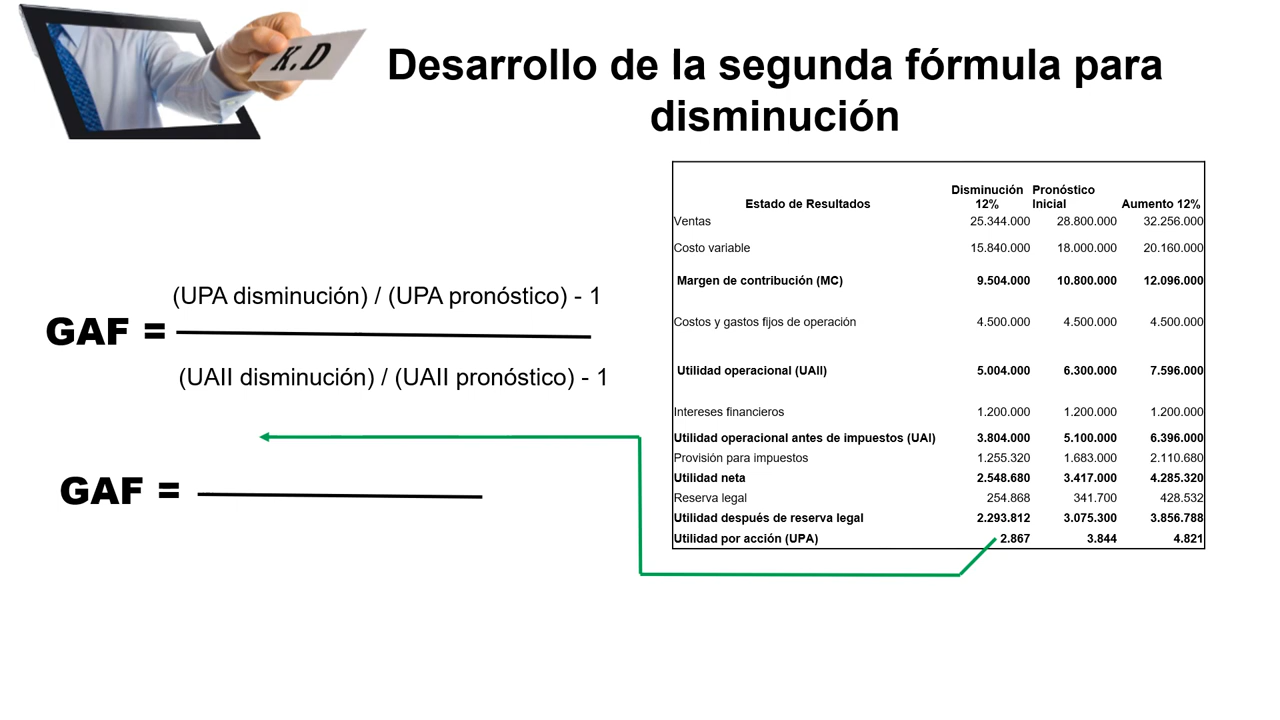 K.D
Desarrollo de la segunda fórmula para
disminución
GAF =
(UPA disminución) / (UPA pronóstico) - 1
(UAII disminución) / (UAII pronóstico) - 1
GAF =
Estado de Resultados Disminución 12% Pronóstico Inicial Aumento 12%
Ventas 25.344.000 28.800.000 32.256.000
Costo variable 15.840.000 18.000.000 20.160.000
Margen de contribución (MC) 9.504.000 10.800.000 12.096.000
Costos y gastos fijos de operación 4.500.000 4.500.000 4.500.000
Utilidad operacional (UAII) 5.004.000 6.300.000 7.596.000
Intereses financieros 1.200.000 1.200.000 1.200.000
Utilidad operacional antes de impuestos (UAI) 3.804.000 5.100.000 6.396.000
Provisión para impuestos 1.255.320 1.683.000 2.110.680
Utilidad neta 2.548.680 3.417.000 4.285.320
Reserva legal 254.868 341.700 428.532
Utilidad después de reserva legal 2.293.812 3.075.300 3.856.788
Utilidad por acción (UPA) 2.867 3.844 4.821